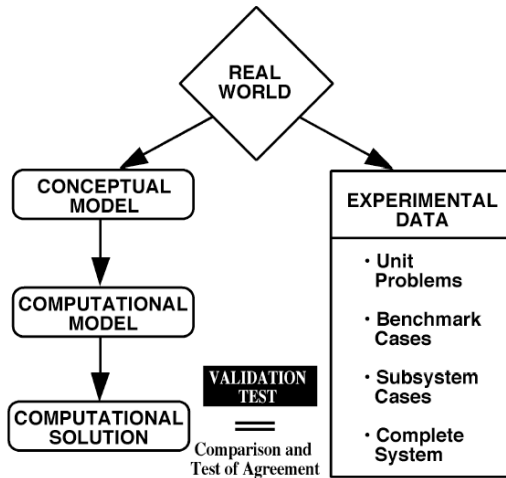 REAL
WORLD
CONCEPTUAL
MODEL
COMPUTATIONAL
MODEL
COMPUTATIONAL
SOLUTION
VALIDATION
TEST
Comparison and
Test of Agreement
EXPERIMENTAL
DATA
· Unit
Problems
· Benchmark
Cases
· Subsystem
Cases
· Complete
System